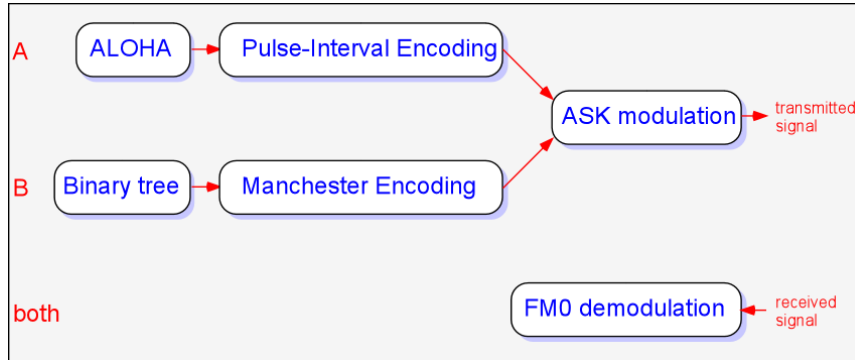 A
ALOHA
Pulse-Interval Encoding
ASK modulation
transmitted
signal
B
Binary tree
Manchester Encoding
both
FM0 demodulation
received
signal